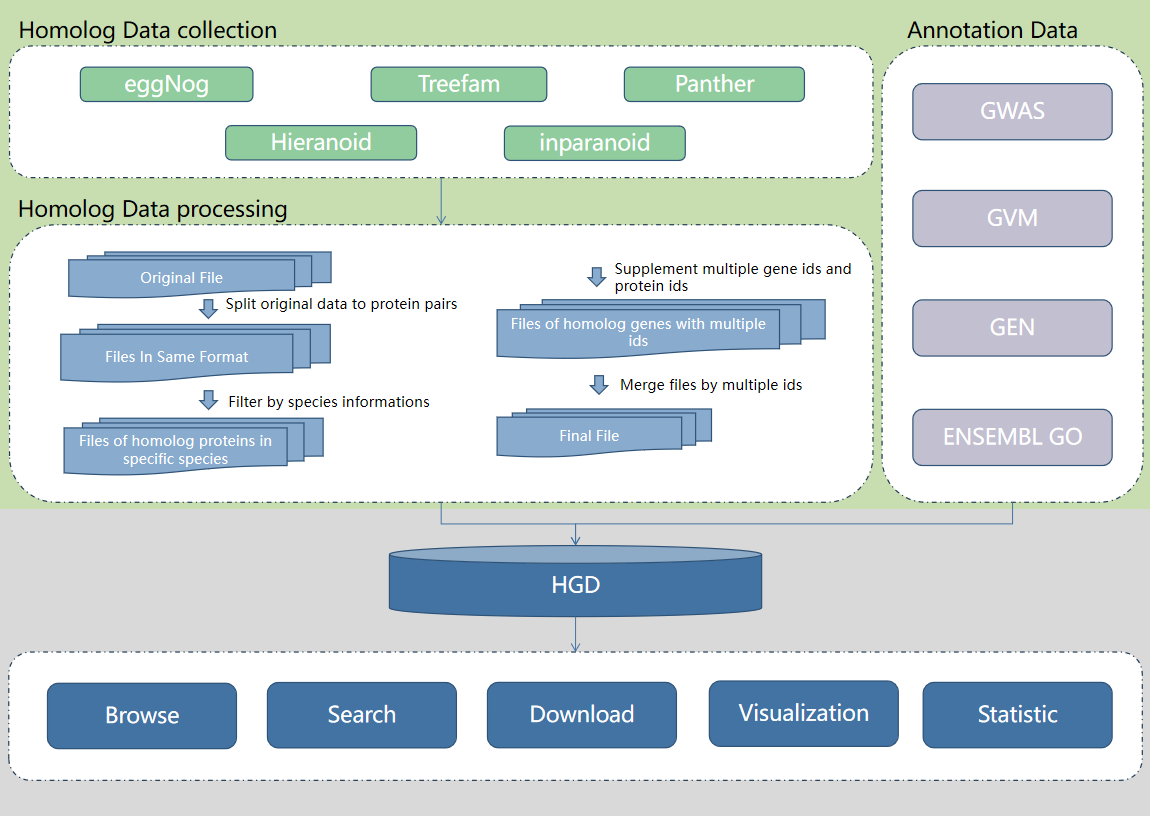 Homolog Data collection
eggNog
Treefam
Panther
Hieranoid
inparanoid
Annotation Data
GWAS
GVM
GEN
ENSEMBL GO
Homolog Data processing
Original File
Split original data to protein pairs
Files In Same Format
Filter by species informations
Files of homolog proteins in
specific species
Supplement multiple gene ids and
protein ids
Files of homolog genes with multiple
ids
Merge files by multiple ids
Final File
HGD
Browse
Search
Download
Visualization
Statistic